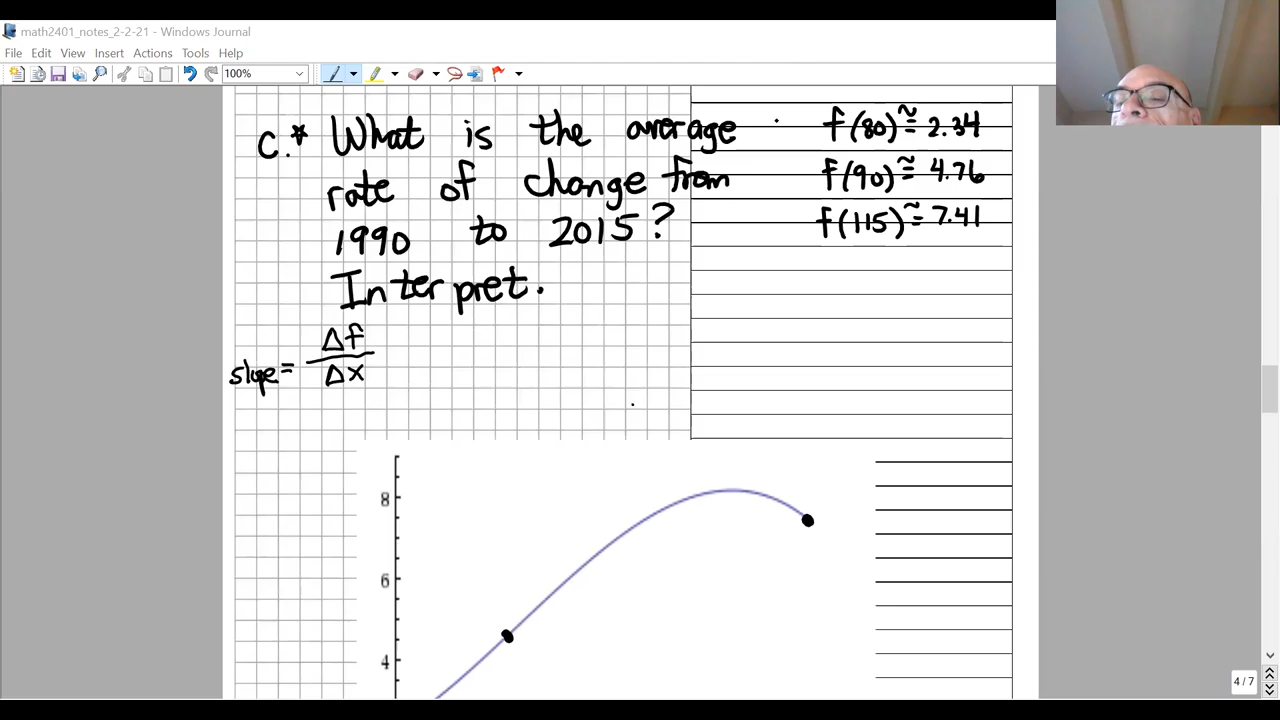 math2401_notes_2-2-21 - Windows Journal
File Edit View Insert Actions Tools Help
100%
c.* What is the average
rate of change from
1990 to 2015?
Interpret.
slope = Δf
Δx
f(80) ≅ 2.34
f(90) ≅ 4.76
f(115) ≅ 7.41
8
6
4
4 / 7